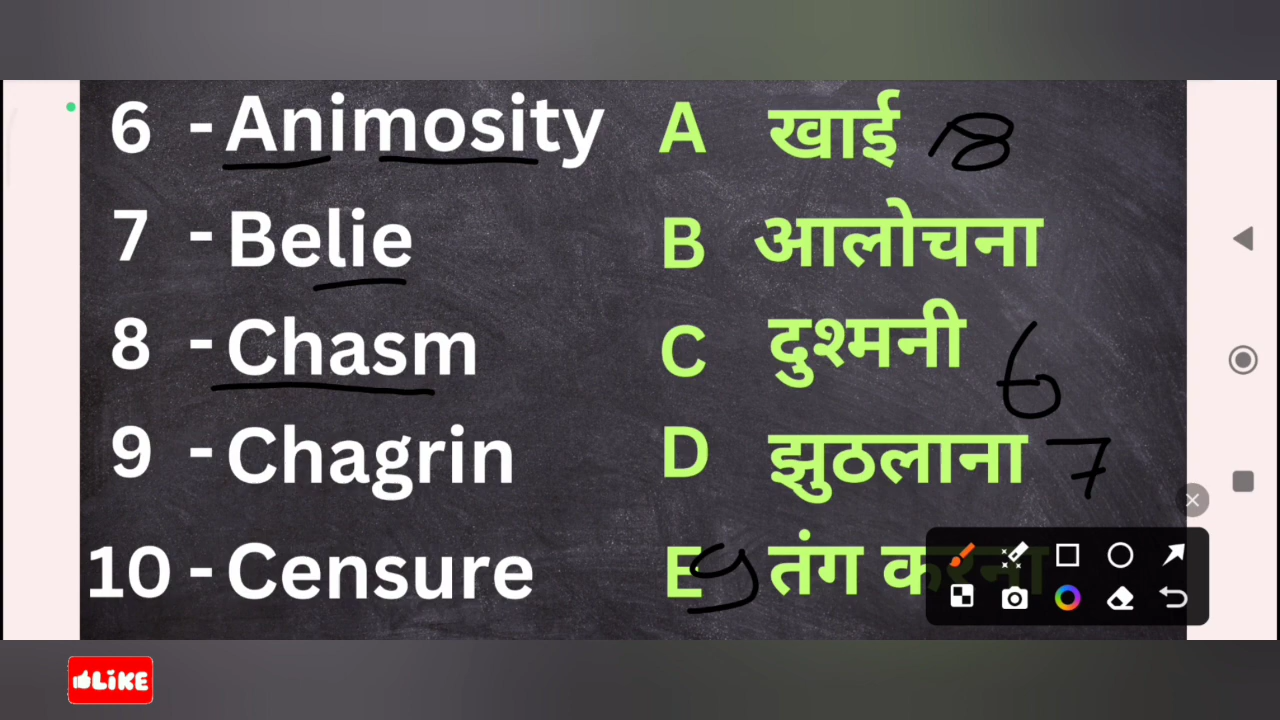 6 - Animosity A खाई 8
7 - Belie B आलोचना
8 - Chasm C दुश्मनी 6
9 - Chagrin D झुठलाना 7
10 - Censure E 9 तंग करना
LIKE